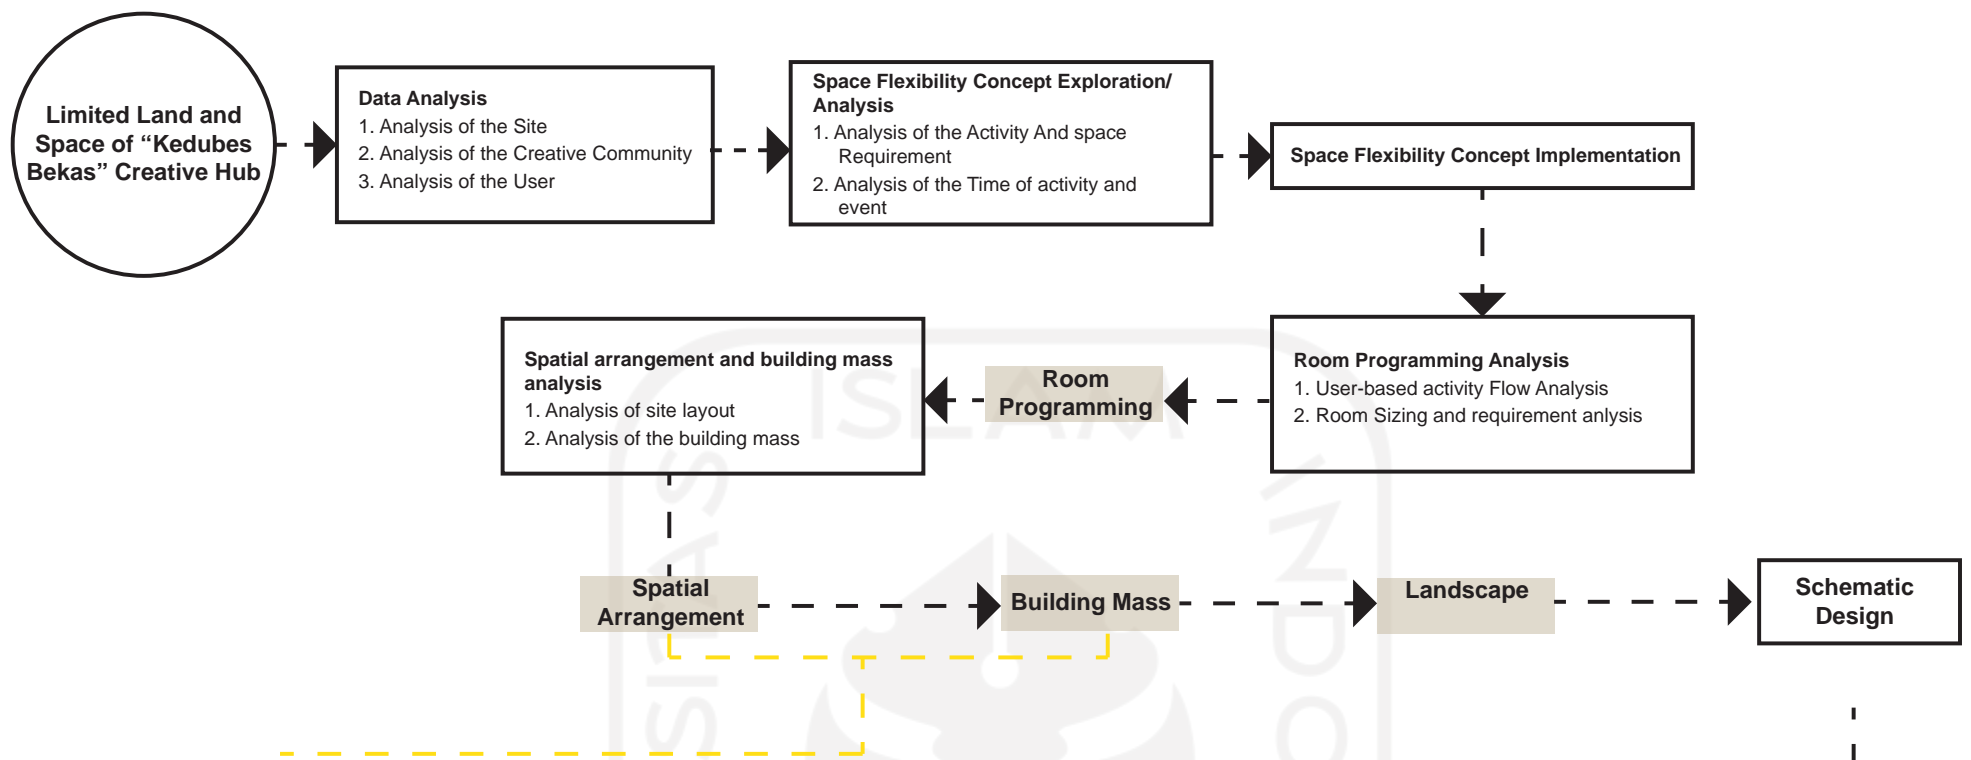 Limited Land and
Space of “Kedubes
Bekas” Creative Hub
Data Analysis
1. Analysis of the Site
2. Analysis of the Creative Community
3. Analysis of the User
Space Flexibility Concept Exploration/
Analysis
1. Analysis of the Activity And space
Requirement
2. Analysis of the Time of activity and
event
Space Flexibility Concept Implementation
Room Programming Analysis
1. User-based activity Flow Analysis
2. Room Sizing and requirement anlysis
Room
Programming
Spatial arrangement and building mass
analysis
1. Analysis of site layout
2. Analysis of the building mass
Spatial
Arrangement
Building Mass
Landscape
Schematic
Design
ISLAM
SITAS
INDO